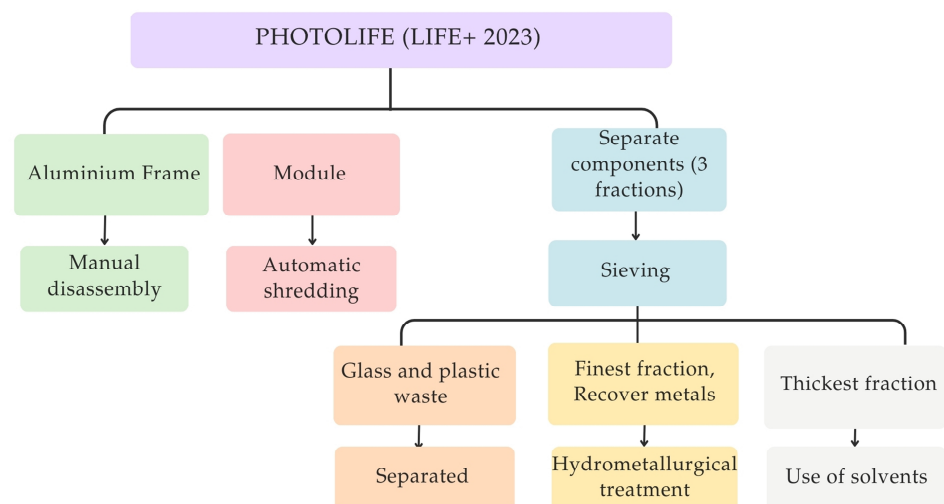 PHOTOLIFE (LIFE+ 2023)
Aluminium Frame
Module
Separate
components (3
fractions)
Manual
disassembly
Automatic
shredding
Sieving
Glass and plastic
waste
Finest fraction,
Recover metals
Thickest fraction
Separated
Hydrometallurgical
treatment
Use of solvents